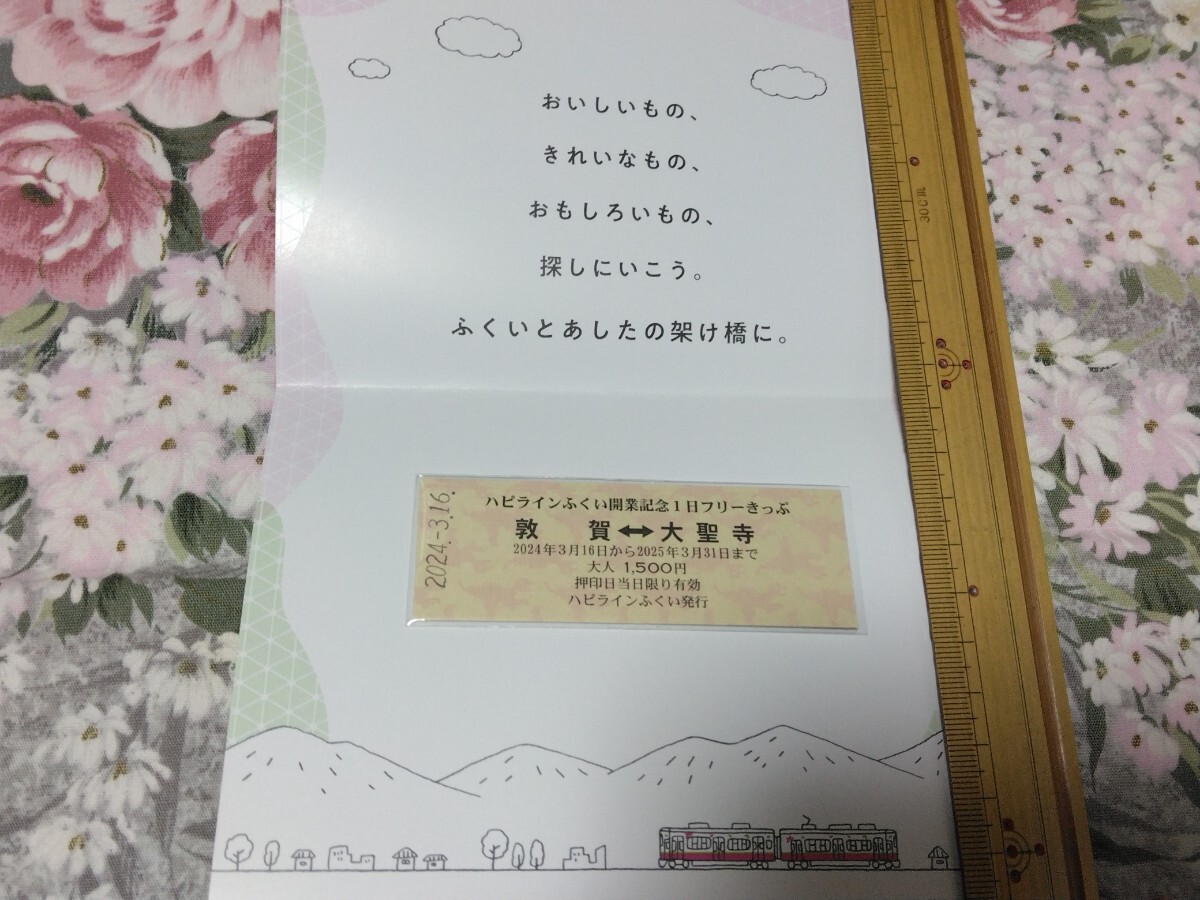 おいしいもの、
きれいなもの、
おもしろいもの、
探しにいこう。
ふくいとあしたの架け橋に。
2024.-3.16.
ハピラインふくい開業記念1日フリーきっぷ
敦賀↔大聖寺
2024年3月16日から2025年3月31日まで
大人 1,500円
押印日当日限り有効
ハピラインふくい発行
30cm